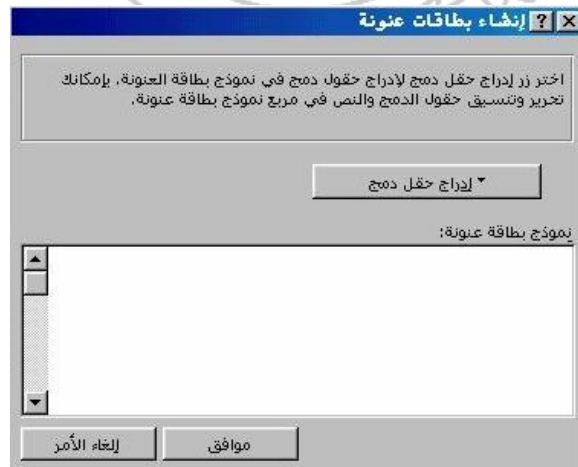 إنشاء بطاقات عنونة
اختر زر إدراج حقل دمج لإدراج حقول دمج في نموذج بطاقة العنونة. بإمكانك
تحرير وتنسيق حقول الدمج والنص في مربع نموذج بطاقة عنونة.
إدراج حقل دمج
نموذج بطاقة عنونة:
موافق
إلغاء الأمر